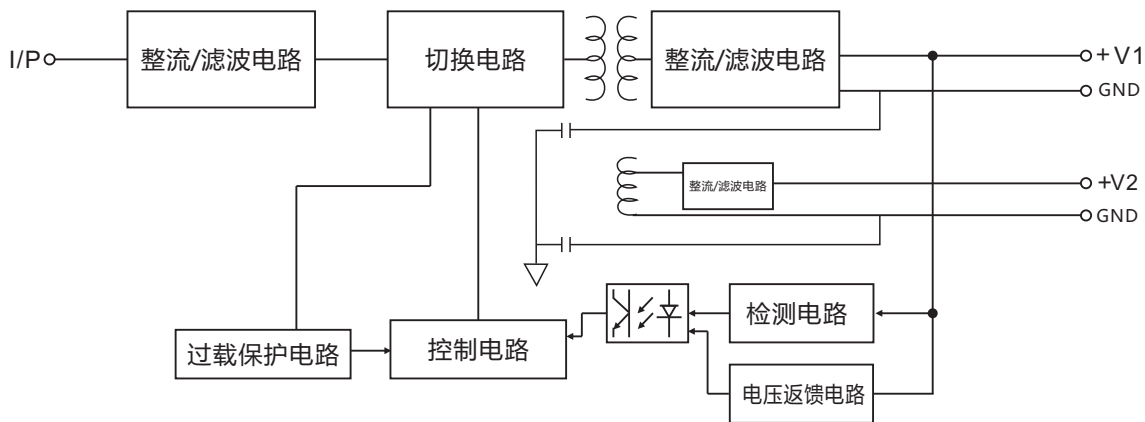 I/P
整流/滤波电路
切换电路
整流/滤波电路
+V1
GND
整流/滤波电路
+V2
GND
检测电路
过载保护电路
控制电路
电压返馈电路